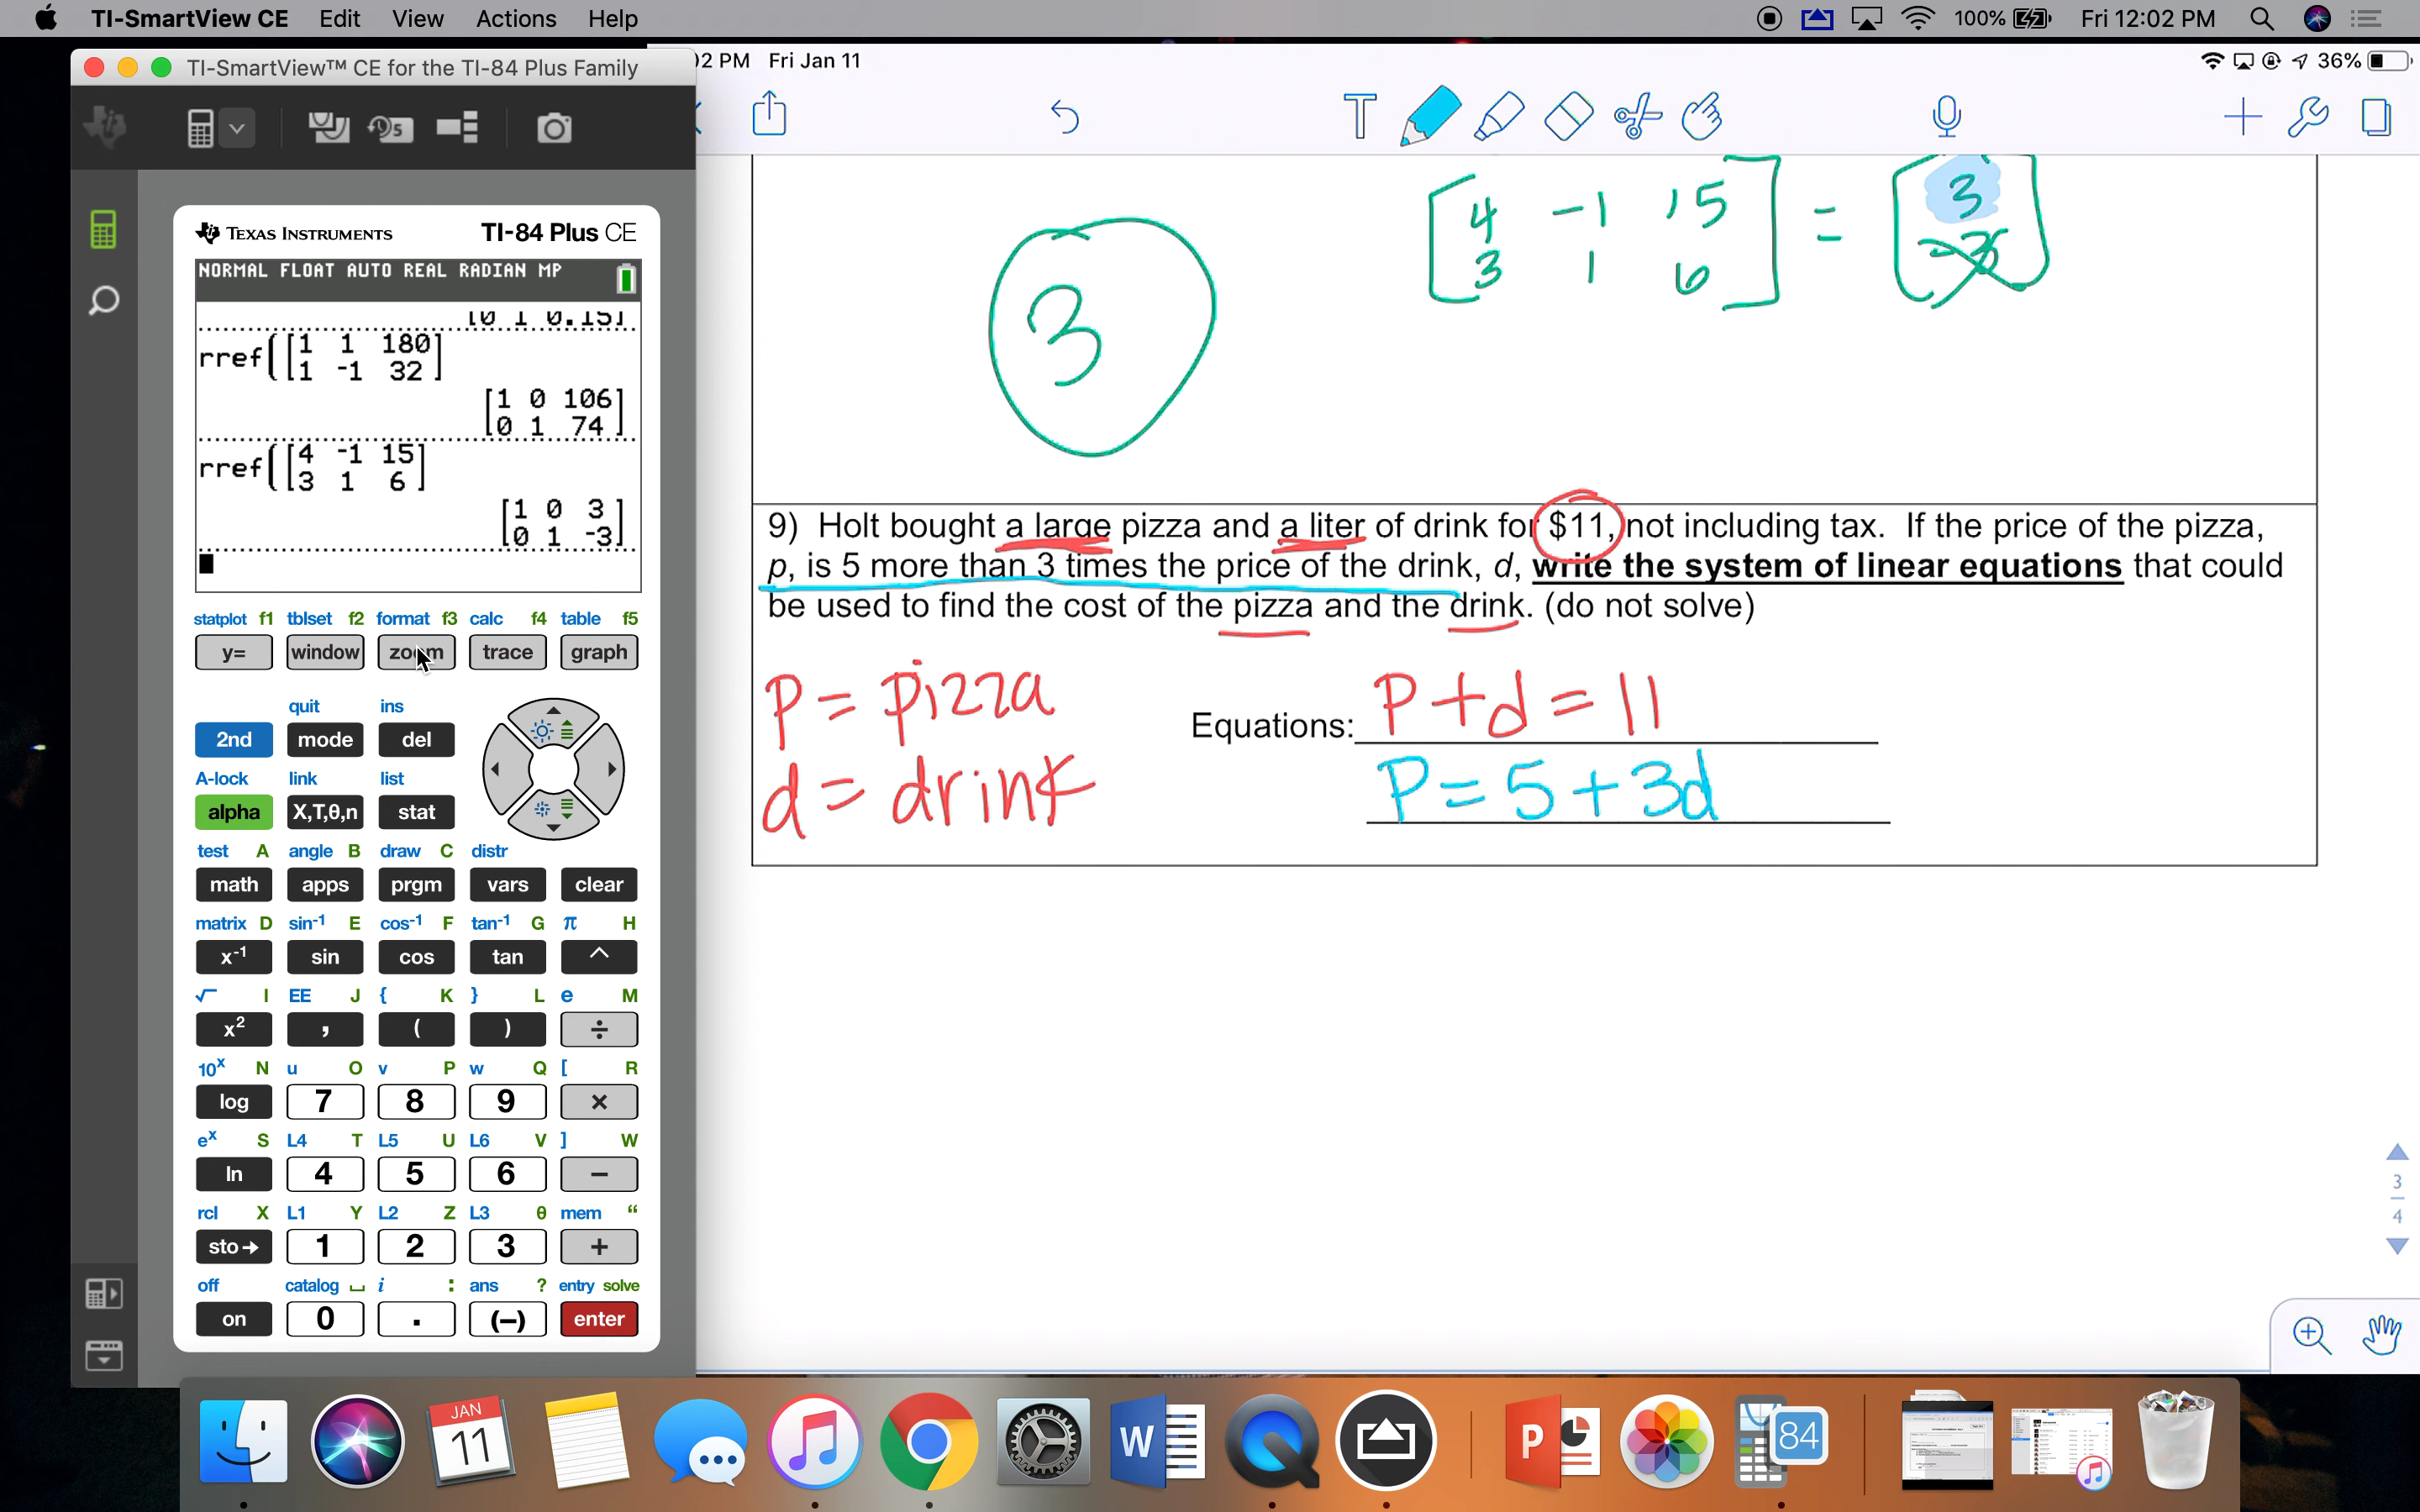 TI-SmartView CE Edit View Actions Help 100% Fri 12:02 PM
TI-SmartView™ CE for the TI-84 Plus Family
02 PM Fri Jan 11 36%
TEXAS INSTRUMENTS TI-84 Plus CE
NORMAL FLOAT AUTO REAL RADIAN MP
[0 1 0.15]
rref([1 1 180
1 -1 32]
[1 0 106
0 1 74]
rref([4 -1 15
3 1 6]
[1 0 3
0 1 -3]
statplot f1 tblset f2 format f3 calc f4 table f5
y= window zoom trace graph
quit ins
2nd mode del
A-lock link list
alpha X,T,θ,n stat
test A angle B draw C distr
math apps prgm vars clear
matrix D sin-1 E cos-1 F tan-1 G π H
x-1 sin cos tan ^
√ I EE J { K } L e M
x2 , ( ) ÷
10x N u O v P w Q [ R
log 7 8 9 ×
ex S L4 T L5 U L6 V ] W
ln 4 5 6 −
rcl X L1 Y L2 Z L3 θ mem “
sto→ 1 2 3 +
off catalog ⎵ i : ans ? entry solve
on 0 . (−) enter
[4 -1 15] = [3
3 1 6]
3
9) Holt bought a large pizza and a liter of drink for $11, not including tax. If the price of the pizza,
p, is 5 more than 3 times the price of the drink, d, write the system of linear equations that could
be used to find the cost of the pizza and the drink. (do not solve)
P = pizza
d = drink
Equations: P + d = 11
P = 5 + 3d
3
4
JAN
11
W
P
84